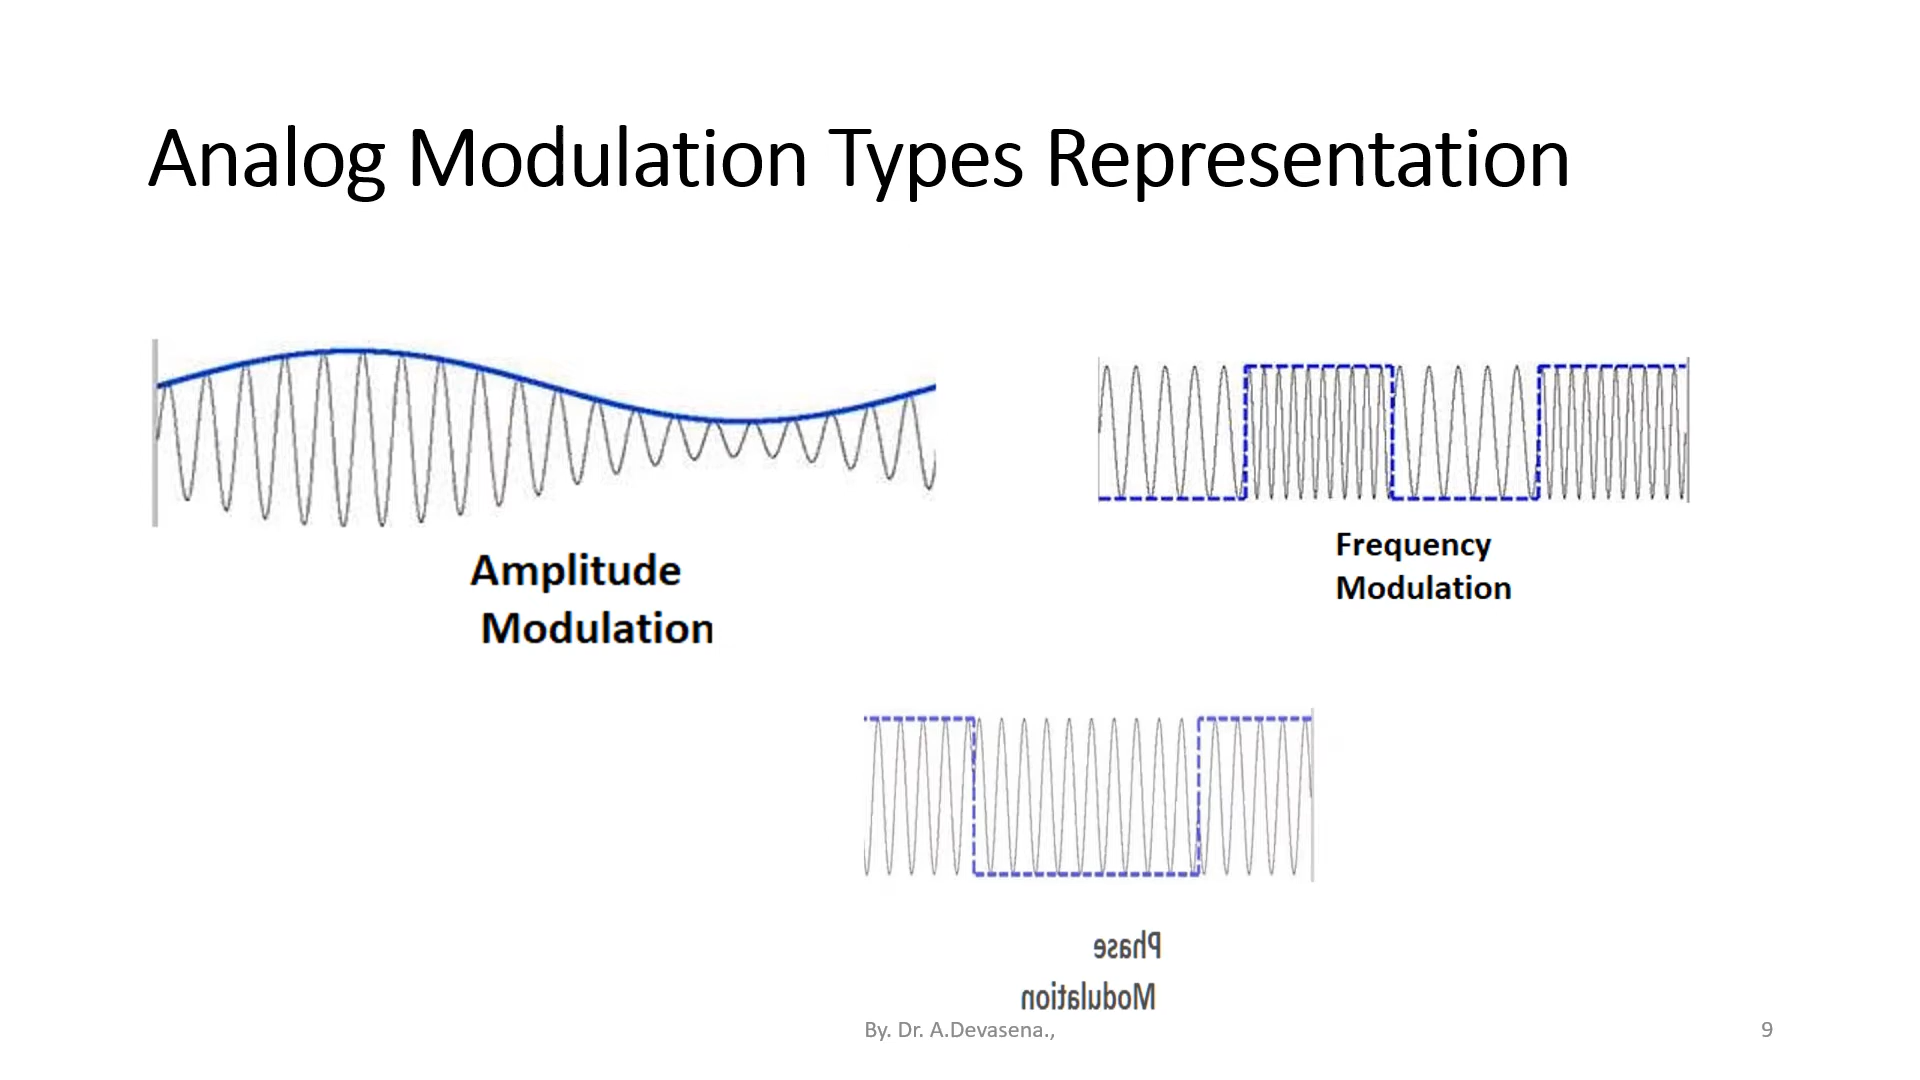 Analog Modulation Types Representation
Amplitude
Modulation
Frequency
Modulation
Phase
Modulation
By. Dr. A.Devasena.,
9